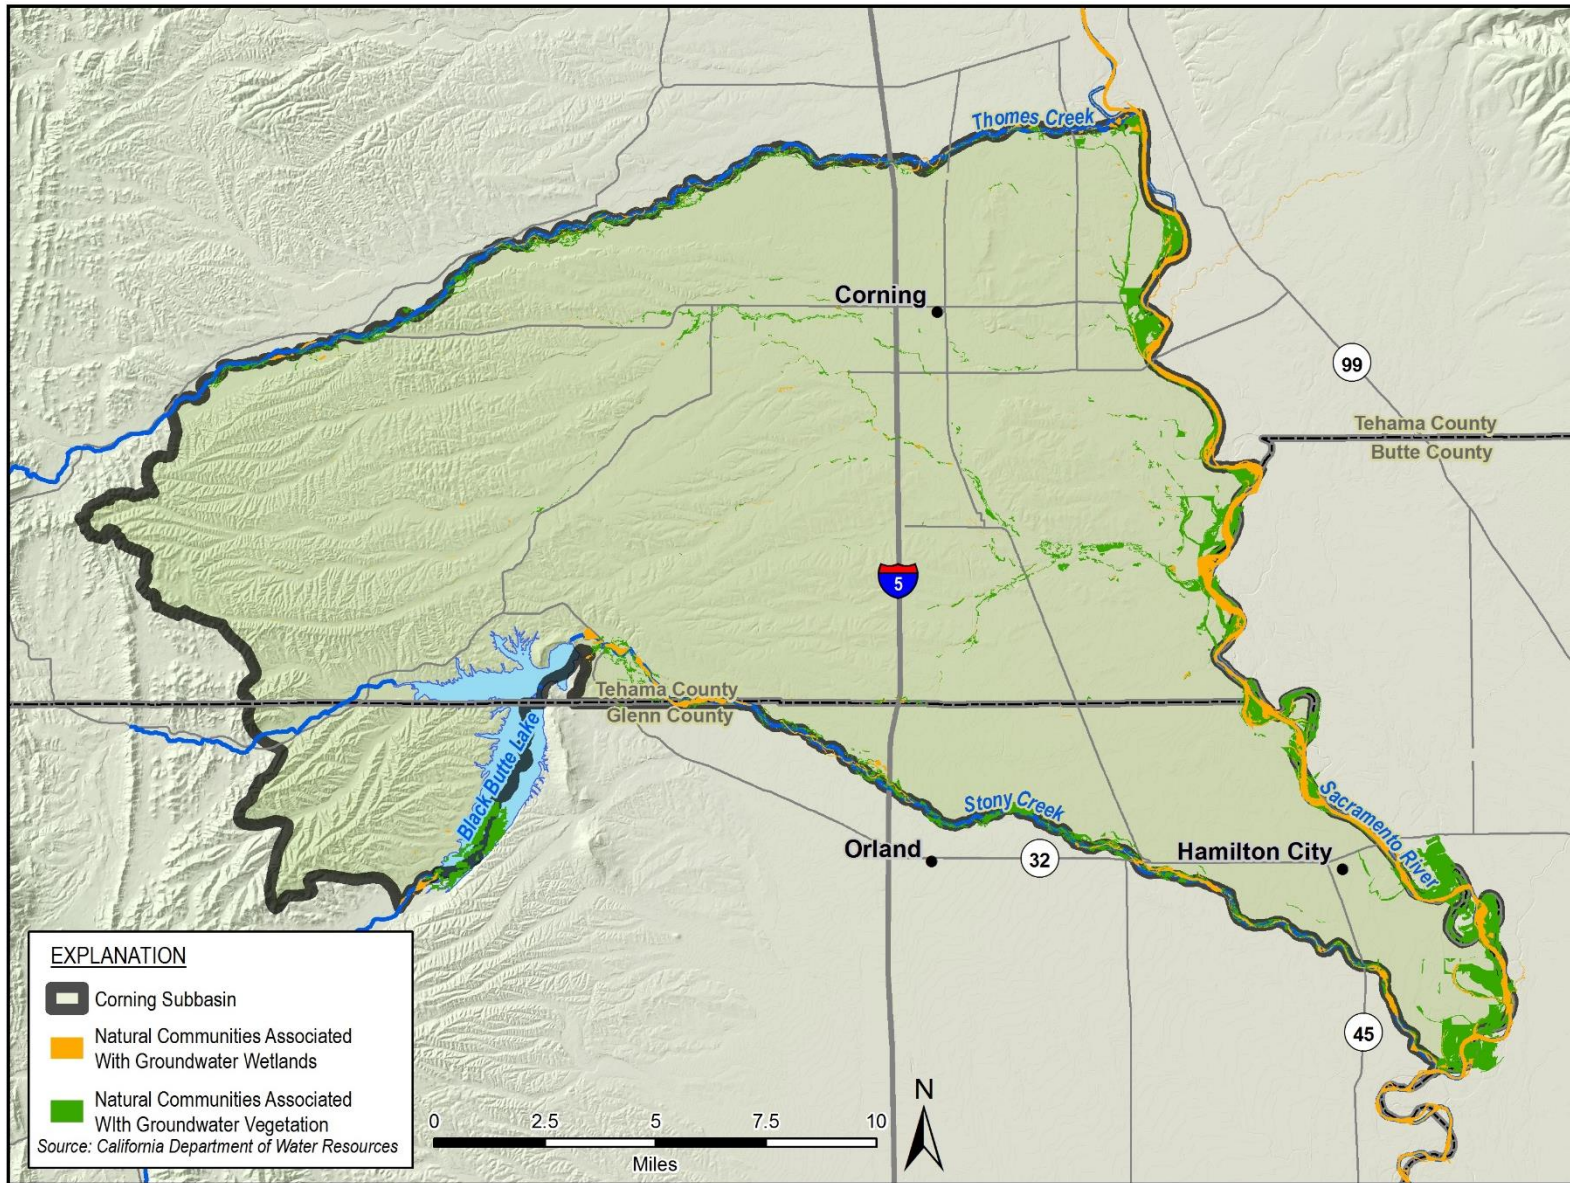 Thomes Creek
Corning
99
Tehama County
Butte County
5
Tehama County
Glenn County
Black Butte Lake
Stony Creek
Sacramento River
Orland
32
Hamilton City
45
EXPLANATION
Corning Subbasin
Natural Communities Associated
With Groundwater Wetlands
Natural Communities Associated
WIth Groundwater Vegetation
Source: California Department of Water Resources
0 2.5 5 7.5 10
Miles
N